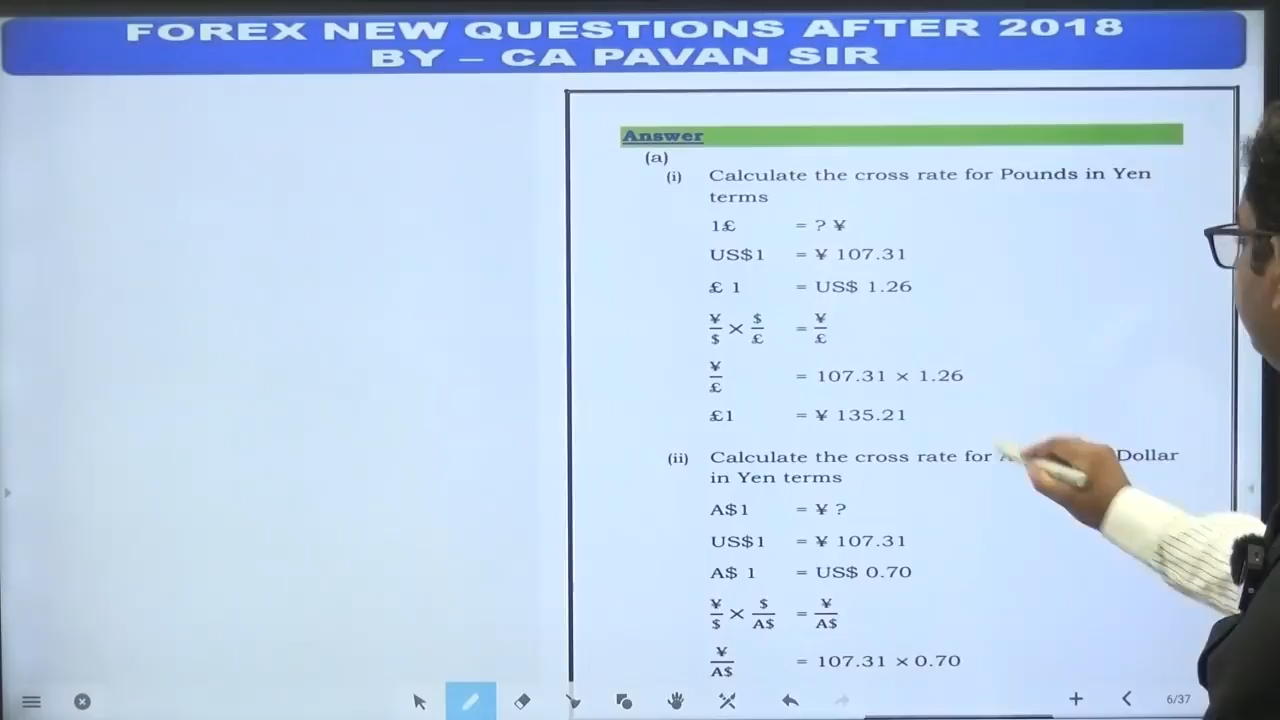 FOREX NEW QUESTIONS AFTER 2018
BY – CA PAVAN SIR
Answer
(a)
(i) Calculate the cross rate for Pounds in Yen
terms
1£ = ? ¥
US$1 = ¥ 107.31
£ 1 = US$ 1.26
¥/$ × $/£ = ¥/£
¥/£ = 107.31 × 1.26
£1 = ¥ 135.21
(ii) Calculate the cross rate for Dollar
in Yen terms
A$1 = ¥ ?
US$1 = ¥ 107.31
A$ 1 = US$ 0.70
¥/$ × $/A$ = ¥/A$
¥/A$ = 107.31 × 0.70
6/37